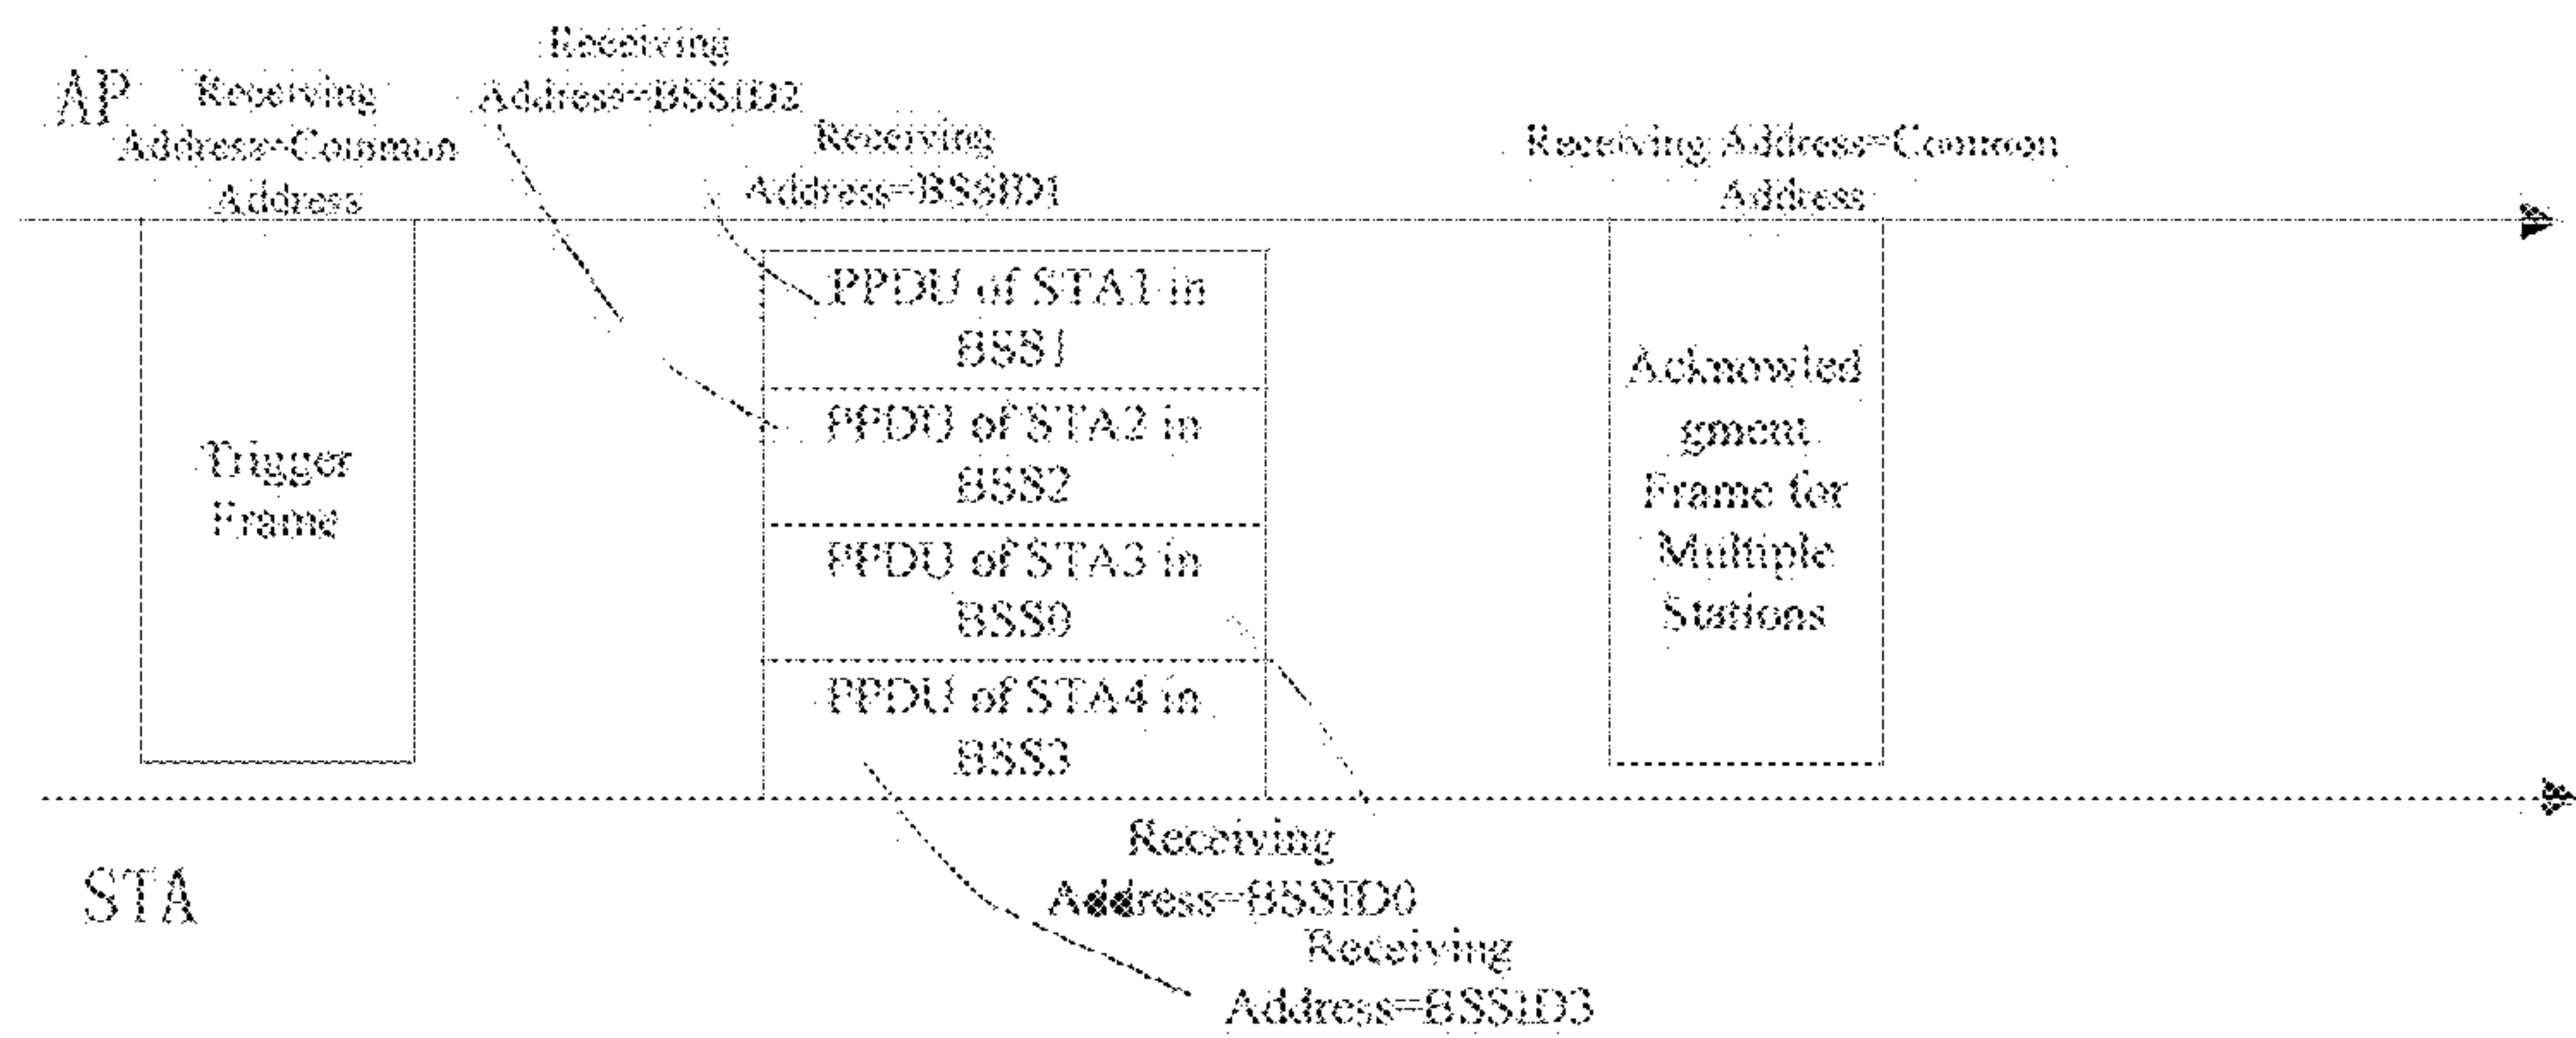 AP
Receiving
Address=Common
Address
Receiving
Address=BSSID2
Receiving
Address=BSSID1
Receiving Address=Common
Address
Trigger
Frame
PPDU of STA1 in
BSS1
PPDU of STA2 in
BSS2
PPDU of STA3 in
BSS0
PPDU of STA4 in
BSS3
Acknowled
gment
Frame for
Multiple
Stations
STA
Receiving
Address=BSSID0
Receiving
Address=BSSID3